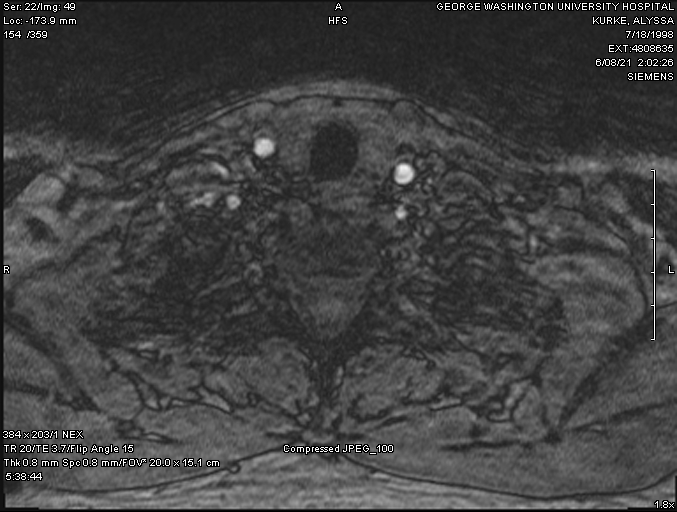 Ser: 22/Img: 49
Loc: -173.9 mm
154 /359
A
HFS
GEORGE WASHINGTON UNIVERSITY HOSPITAL
KURKE, ALYSSA
7/18/1998
EXT:4808635
6/08/21 2:02:26
SIEMENS
R
L
384 x 203/1 NEX
TR 20/TE 3.7/Flip Angle 15
Thk 0.8 mm Spc 0.8 mm/FOV* 20.0 x 15.1 cm
5:38:44
Compressed JPEG_100
1.8x